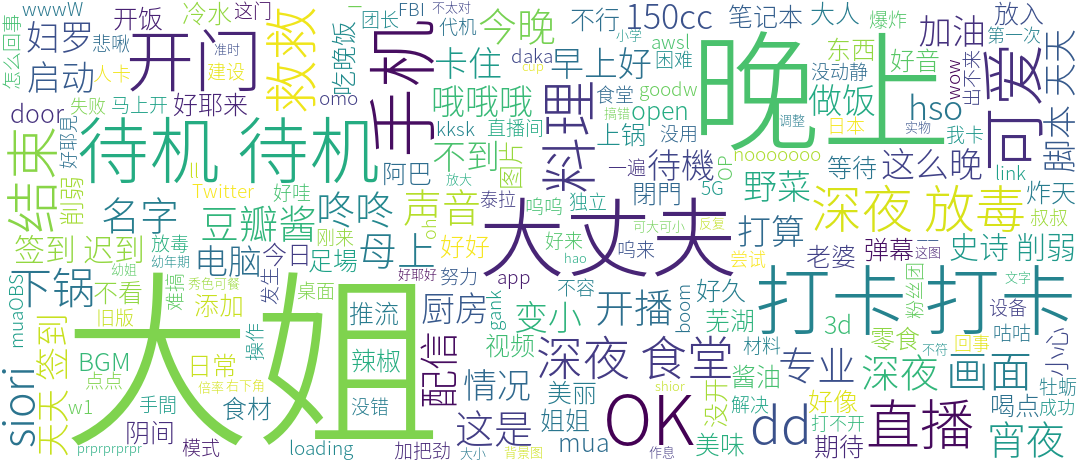 wwwW 开饭 冷水 这门 团长 FBI 不太对 小学 不行 150cc 笔记本 大人 爆炸 放入 第一次
怎么回事 悲啾 妇罗 开门 准时 救救 一 代机 今晚 awsl 困难 东西 加油 天天
启动 人卡 建设 吃晚饭 手机 卡住 daka 早上好 晚上 没动静 好音 wow 出不来 可爱
door 失败 马上开 好耶来 omo cup 哦哦哦 食堂 goodw 搞错 open 做饭 hso 脚本
结束 好耶见 待机 待机 kksk 直播间 料理 上锅 没用 调整 日本 实物 我卡
削弱 ll 阿巴 不到 图片 一遍 待機 OP nooooooo 等待 这么晚 link
名字 Twitter 好哇 放大 泰拉 呜呜 独立 閉門 5G 野菜 深夜 放毒 炸天
签到 迟到 放毒 豆瓣酱 刚来 咚咚 声音 oh 大丈夫 可大可小 反复 叔叔
muaOBS 幼姐 幼年期 电脑 今日 足場 母上 好好 好来 hao 呜来 打算 尝试 老婆 弹幕 一一 这图 史诗 削弱
下锅 不看 难搞 秀色可餐 添加 发生 桌面 好耶好 努力 app 不容 boom 好久 打卡 打卡
旧版 大姐 推流 厨房 gank 变小 开播 芜湖 3d 零食 粉丝团 设备 文字
签到 BGM 点点 日常 操作 辣椒 配信 视频 深夜 食堂 材料 专业 不符 回事 咕咕 小心
siori 天天 w1 手間 倍率 右下角 没错 情况 美丽 shior 没开 酱油 深夜 画面 牡蛎
阴间 食材 加把劲 这是 姐姐 OK 解决 dd 好像 打不开 直播 喝点 成功
prprprprpr 模式 loading 大小 背景图 mua 作息 美味 期待 宵夜